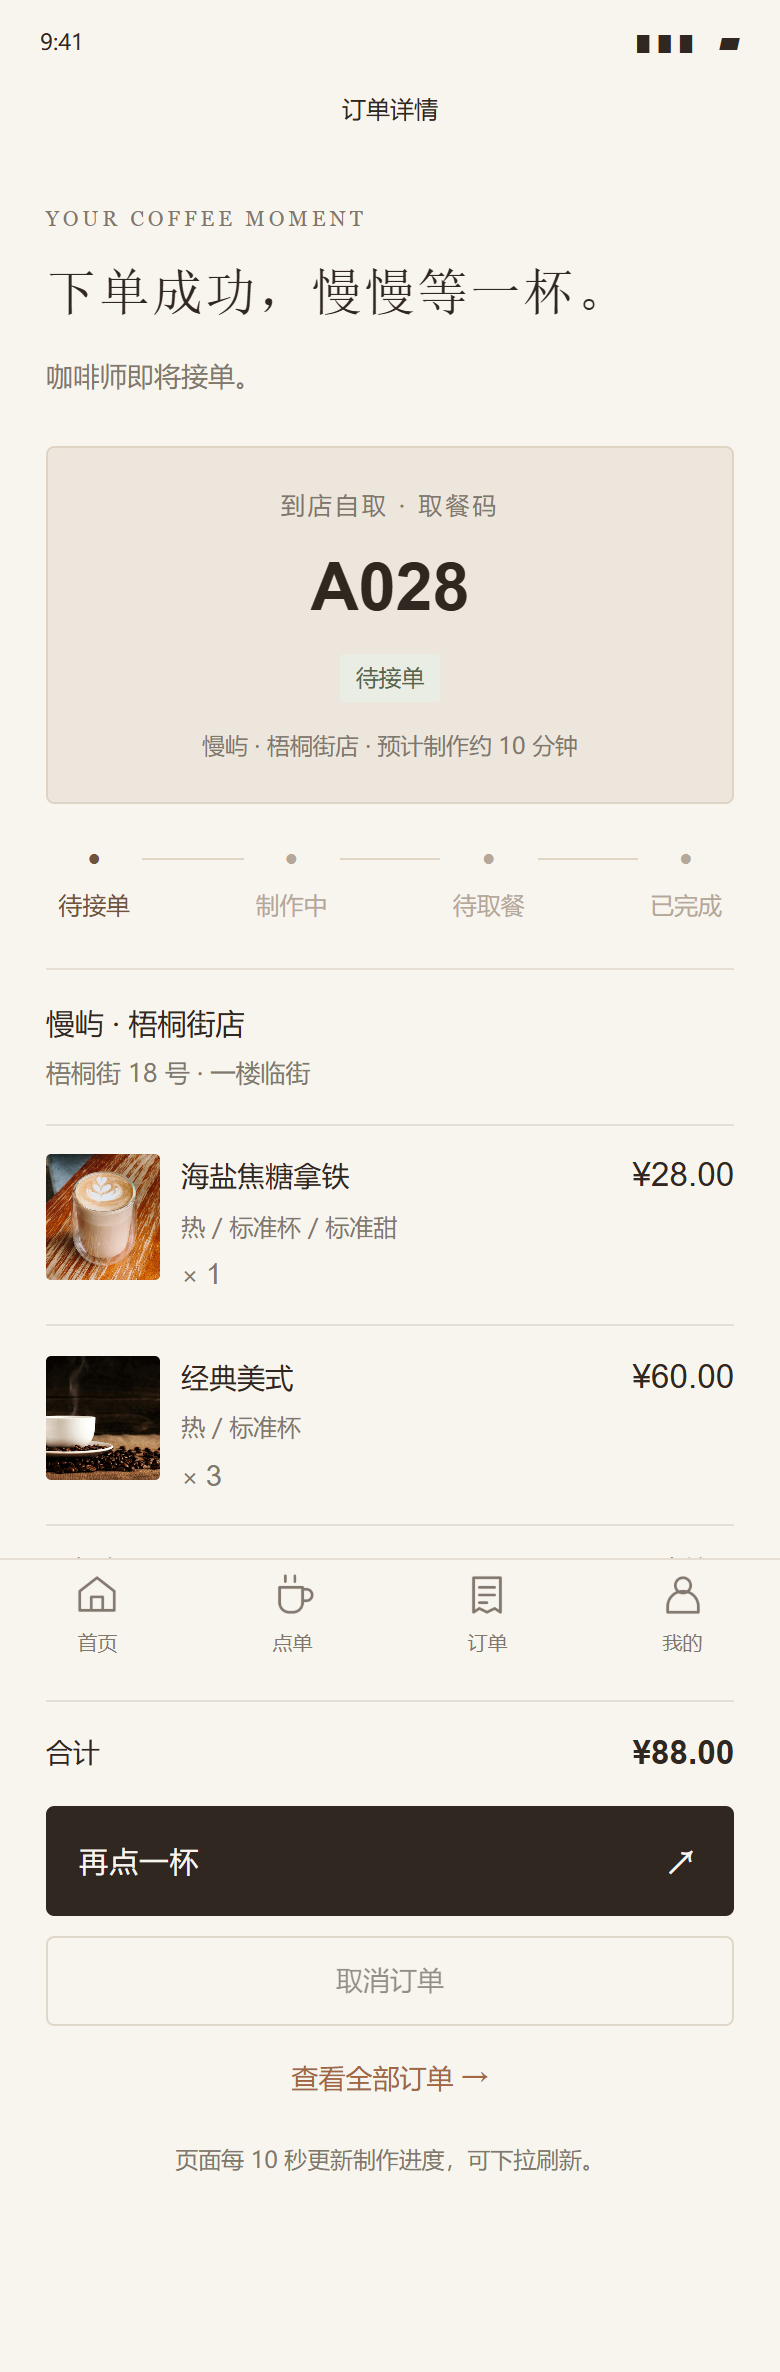 9:41
订单详情
YOUR COFFEE MOMENT
下单成功，慢慢等一杯。
咖啡师即将接单。
到店自取 · 取餐码
A028
待接单
慢屿 · 梧桐街店 · 预计制作约 10 分钟
待接单 制作中 待取餐 已完成
慢屿 · 梧桐街店
梧桐街 18 号 · 一楼临街
海盐焦糖拿铁 ¥28.00
热 / 标准杯 / 标准甜
× 1
经典美式 ¥60.00
热 / 标准杯
× 3
首页 点单 订单 我的
合计 ¥88.00
再点一杯 ↗
取消订单
查看全部订单 →
页面每 10 秒更新制作进度，可下拉刷新。